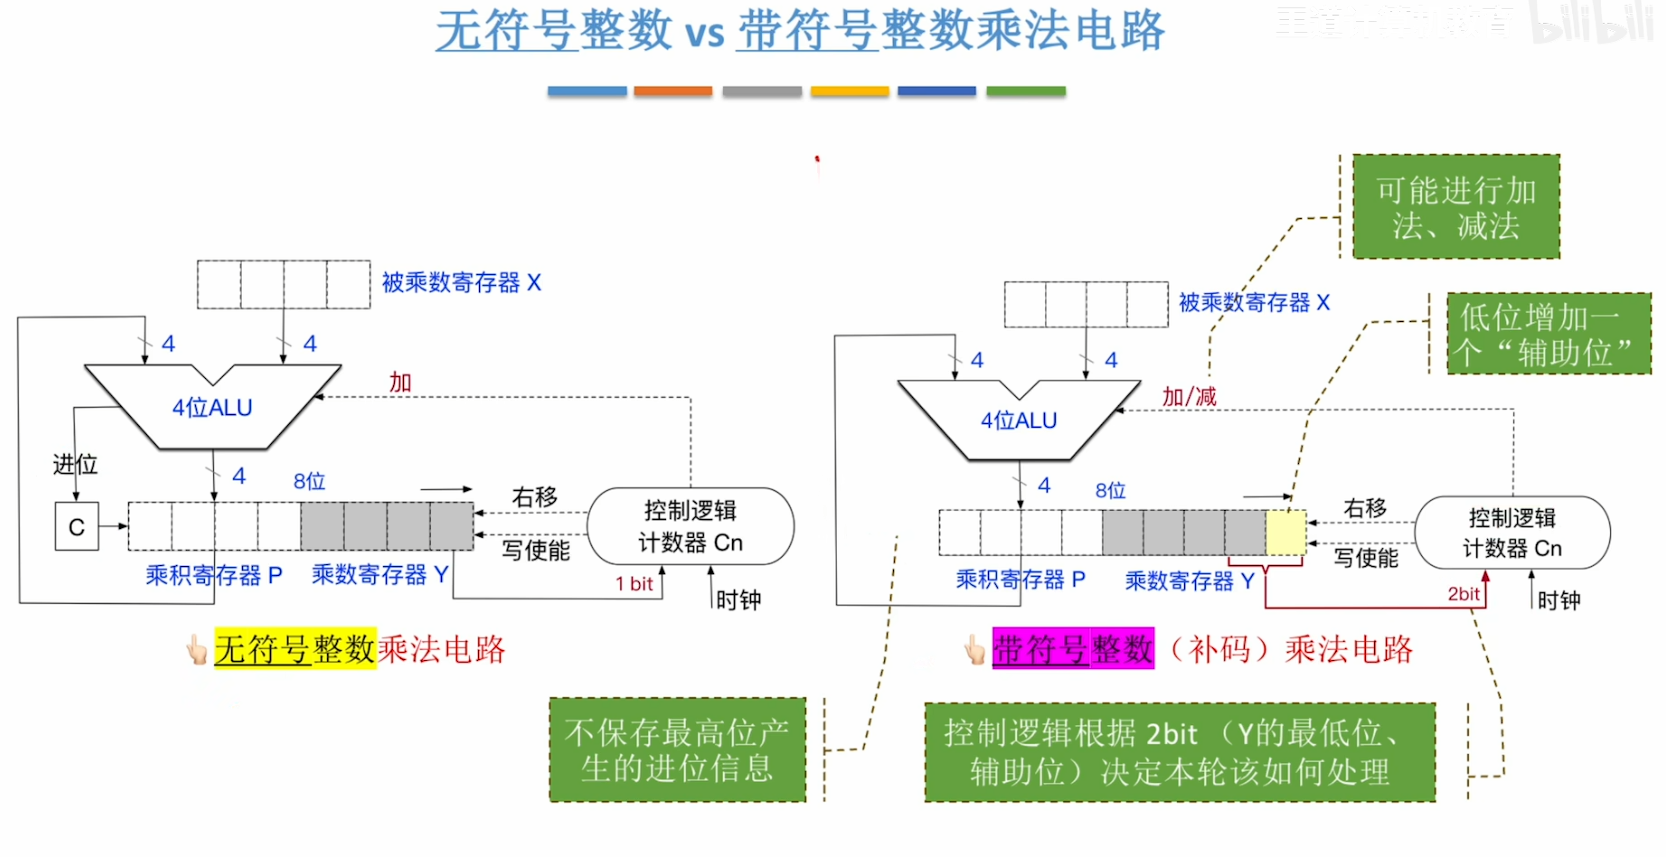 无符号整数 vs 带符号整数乘法电路
bilibili
可能进行加
法、减法
低位增加一
个“辅助位”
被乘数寄存器 X
4
4
加
4位ALU
进位
4
8位
C
右移
写使能
控制逻辑
计数器 Cn
乘积寄存器 P
乘数寄存器 Y
1 bit
时钟
无符号整数乘法电路
被乘数寄存器 X
4
4
加/减
4位ALU
4
8位
右移
写使能
控制逻辑
计数器 Cn
乘积寄存器 P
乘数寄存器 Y
2bit
时钟
带符号整数（补码）乘法电路
不保存最高位产
生的进位信息
控制逻辑根据 2bit （Y的最低位、
辅助位）决定本轮该如何处理